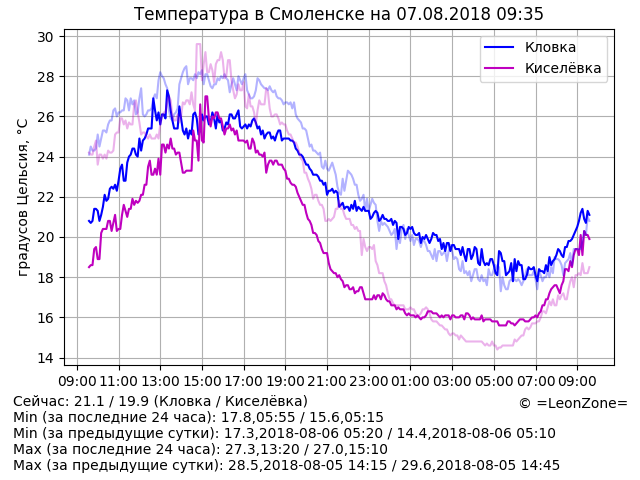 Температура в Смоленске на 07.08.2018 09:35
градусов Цельсия, °C
30
28
26
24
22
20
18
16
14
Кловка
Киселёвка
09:00 11:00 13:00 15:00 17:00 19:00 21:00 23:00 01:00 03:00 05:00 07:00 09:00
Сейчас: 21.1 / 19.9 (Кловка / Киселёвка)
© =LeonZone=
Min (за последние 24 часа): 17.8,05:55 / 15.6,05:15
Min (за предыдущие сутки): 17.3,2018-08-06 05:20 / 14.4,2018-08-06 05:10
Max (за последние 24 часа): 27.3,13:20 / 27.0,15:10
Max (за предыдущие сутки): 28.5,2018-08-05 14:15 / 29.6,2018-08-05 14:45